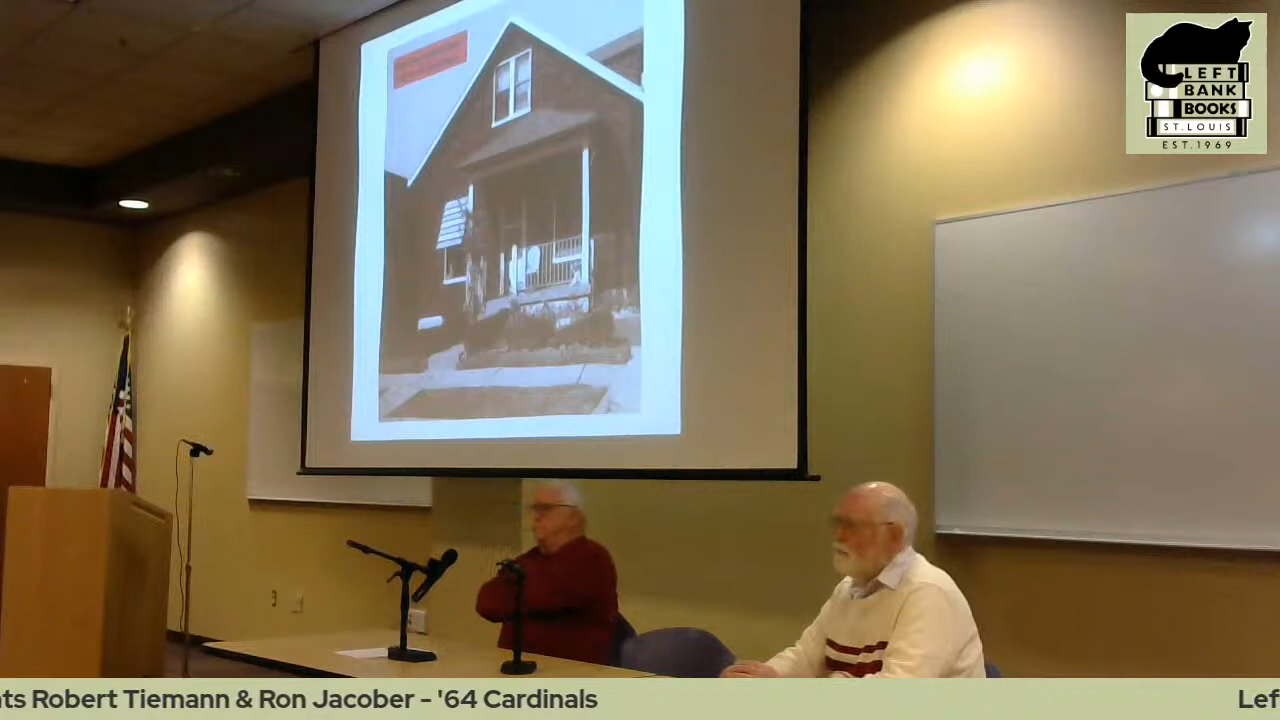 LEFT
BANK
BOOKS
ST. LOUIS
EST. 1969
nts Robert Tiemann & Ron Jacober - '64 Cardinals
Lef